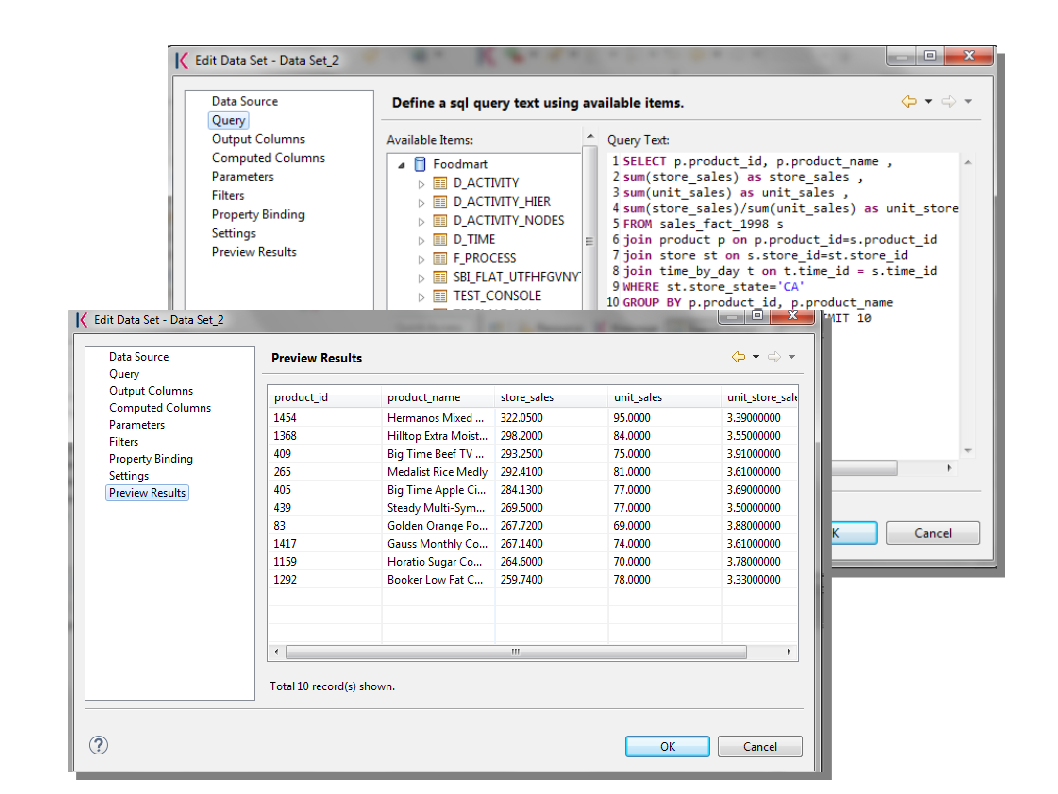 Edit Data Set - Data Set_2
Data Source
Query
Output Columns
Computed Columns
Parameters
Filters
Property Binding
Settings
Preview Results
Define a sql query text using available items.
Available Items:
Foodmart
D_ACTIVITY
D_ACTIVITY_HIER
D_ACTIVITY_NODES
D_TIME
F_PROCESS
SBI_FLAT_UTFHFGVNY
TEST_CONSOLE
Query Text:
1 SELECT p.product_id, p.product_name ,
2 sum(store_sales) as store_sales ,
3 sum(unit_sales) as unit_sales ,
4 sum(store_sales)/sum(unit_sales) as unit_store
5 FROM sales_fact_1998 s
6 join product p on p.product_id=s.product_id
7 join store st on s.store_id=st.store_id
8 join time_by_day t on t.time_id = s.time_id
9 WHERE st.store_state='CA'
10 GROUP BY p.product_id, p.product_name
MIT 10
K Cancel
Edit Data Set - Data Set_2
Data Source
Query
Output Columns
Computed Columns
Parameters
Filters
Property Binding
Settings
Preview Results
Preview Results
product_id product_name store_sales unit_sales unit_store_sale
1454 Hermanos Mixed ... 322.0500 95.0000 3.39000000
1368 Hilltop Extra Moist... 298.2000 84.0000 3.55000000
409 Big Time Beef TV ... 293.2500 75.0000 3.91000000
265 Medalist Rice Medly 292.4100 81.0000 3.61000000
405 Big Time Apple Ci... 284.1300 77.0000 3.69000000
439 Steady Multi-Sym... 269.5000 77.0000 3.50000000
83 Golden Orange Po... 267.7200 69.0000 3.88000000
1417 Gauss Monthly Co... 267.1400 74.0000 3.61000000
1159 Horatio Sugar Co... 264.6000 70.0000 3.78000000
1292 Booker Low Fat C... 259.7400 78.0000 3.33000000
Total 10 record(s) shown.
OK Cancel